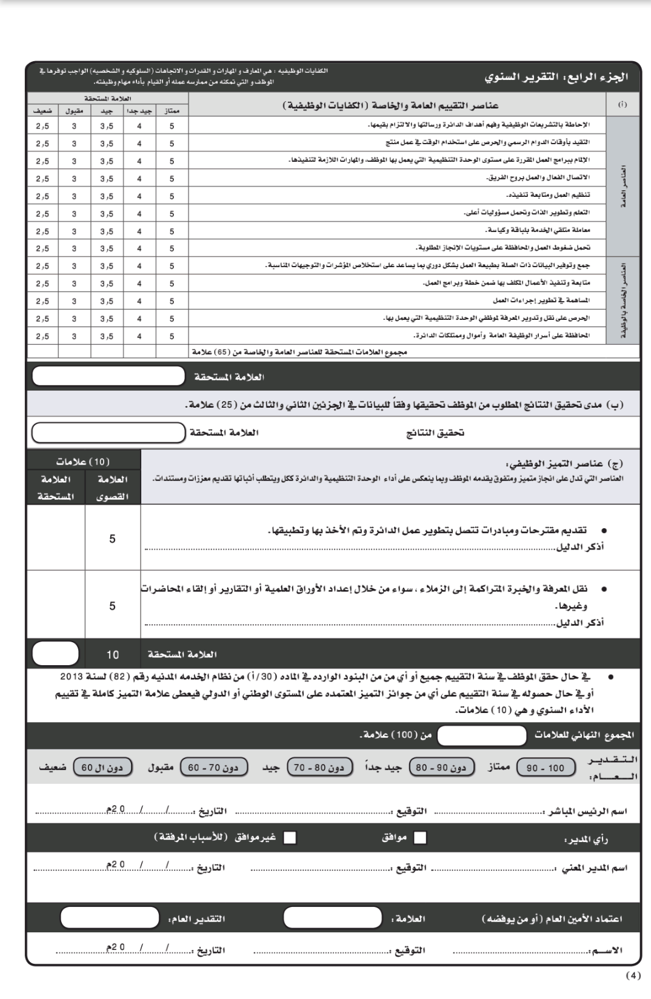 الجزء الرابع: التقرير السنوي
الكفايات الوظيفيه : هي المعارف و المهارات و القدرات و الاتجاهات (السلوكيه و الشخصيه) الواجب توفرها في
الموظف و التي تمكنه من ممارسه عمله أو القيام بأداء مهام وظيفته.
(أ) عناصر التقييم العامة والخاصة (الكفايات الوظيفية) العلامة المستحقة
ممتاز جيد جدا جيد مقبول ضعيف
العناصر العامة
الإحاطة بالتشريعات الوظيفية وفهم أهداف الدائرة ورسالتها والالتزام بقيمها. 5 4 3,5 3 2,5
التقيد بأوقات الدوام الرسمي والحرص على استخدام الوقت في عمل منتج 5 4 3,5 3 2,5
الإلمام ببرامج العمل المقررة على مستوى الوحدة التنظيمية التي يعمل بها الموظف، والمهارات اللازمة لتنفيذها. 5 4 3,5 3 2,5
الاتصال الفعال والعمل بروح الفريق. 5 4 3,5 3 2,5
تنظيم العمل ومتابعة تنفيذه. 5 4 3,5 3 2,5
التعلم وتطوير الذات وتحمل مسؤوليات أعلى. 5 4 3,5 3 2,5
معاملة متلقي الخدمة بلباقة وكياسة. 5 4 3,5 3 2,5
تحمل ضغوط العمل والمحافظة على مستويات الإنجاز المطلوبة. 5 4 3,5 3 2,5
العناصر الخاصة بالوظيفة
جمع وتوفير البيانات ذات الصلة بطبيعة العمل بشكل دوري بما يساعد على استخلاص المؤشرات والتوجيهات المناسبة. 5 4 3,5 3 2,5
متابعة وتنفيذ الأعمال المكلف بها ضمن خطة وبرامج العمل. 5 4 3,5 3 2,5
المساهمة في تطوير إجراءات العمل 5 4 3,5 3 2,5
الحرص على نقل وتدوير المعرفة لموظفي الوحدة التنظيمية التي يعمل بها. 5 4 3,5 3 2,5
المحافظة على أسرار الوظيفة العامة وأموال وممتلكات الدائرة. 5 4 3,5 3 2,5
مجموع العلامات المستحقة للعناصر العامة والخاصة من (65) علامة
العلامة المستحقة
(ب) مدى تحقيق النتائج المطلوب من الموظف تحقيقها وفقاً للبيانات في الجزئين الثاني والثالث من (25) علامة.
تحقيق النتائج العلامة المستحقة
(ج) عناصر التميز الوظيفي: (10) علامات
العناصر التي تدل على انجاز متميز ومتفوق يقدمه الموظف وبما ينعكس على أداء الوحدة التنظيمية والدائرة ككل ويتطلب أثباتها تقديم معززات ومستندات.
العلامة القصوى العلامة المستحقة
• تقديم مقترحات ومبادرات تتصل بتطوير عمل الدائرة وتم الأخذ بها وتطبيقها. 5
أذكر الدليل
• نقل المعرفة والخبرة المتراكمة إلى الزملاء ، سواء من خلال إعداد الأوراق العلمية أو التقارير أو إلقاء المحاضرات
وغيرها. 5
أذكر الدليل
العلامة المستحقة 10
• في حال حقق الموظف في سنة التقييم جميع أو أي من من البنود الوارده في الماده (30/أ) من نظام الخدمه المدنيه رقم (82) لسنة 2013
أو في حال حصوله في سنة التقييم على أي من جوائز التميز المعتمده على المستوى الوطني أو الدولي فيعطى علامة التميز كاملة في تقييم
الأداء السنوي و هي (10) علامات.
المجموع النهائي للعلامات من (100) علامة.
التقدير العام: 90 - 100 ممتاز 80 - دون 90 جيد جداً 70 - دون 80 جيد 60 - دون 70 مقبول دون ال 60 ضعيف
اسم الرئيس المباشر : التوقيع : التاريخ : / / 20م
رأي المدير: موافق غير موافق (للأسباب المرفقة)
اسم المدير المعني : التوقيع : التاريخ : / / 20م
اعتماد الأمين العام (أو من يوفضه) العلامة : التقدير العام:
الاســم: التوقيع : التاريخ : / / 20م
(4)